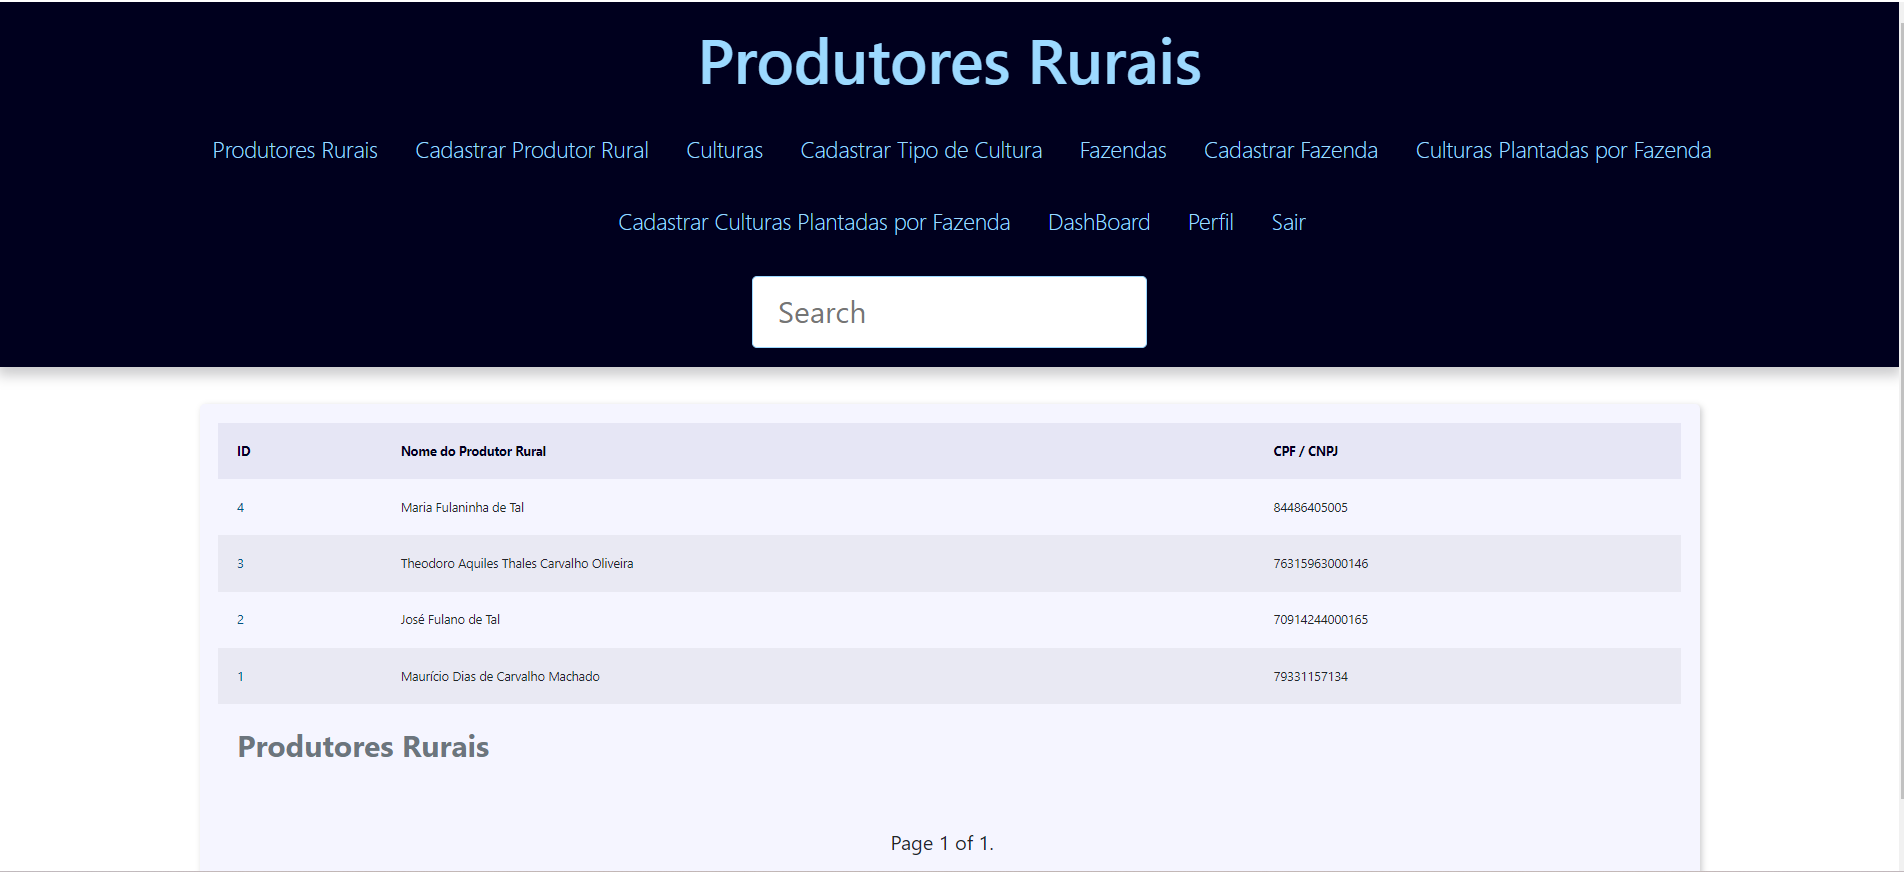 Produtores Rurais
Produtores Rurais Cadastrar Produtor Rural Culturas Cadastrar Tipo de Cultura Fazendas Cadastrar Fazenda Culturas Plantadas por Fazenda
Cadastrar Culturas Plantadas por Fazenda DashBoard Perfil Sair
Search
ID Nome do Produtor Rural CPF / CNPJ
4 Maria Fulaninha de Tal 84486405005
3 Theodoro Aquiles Thales Carvalho Oliveira 76315963000146
2 José Fulano de Tal 70914244000165
1 Maurício Dias de Carvalho Machado 79331157134
Produtores Rurais
Page 1 of 1.